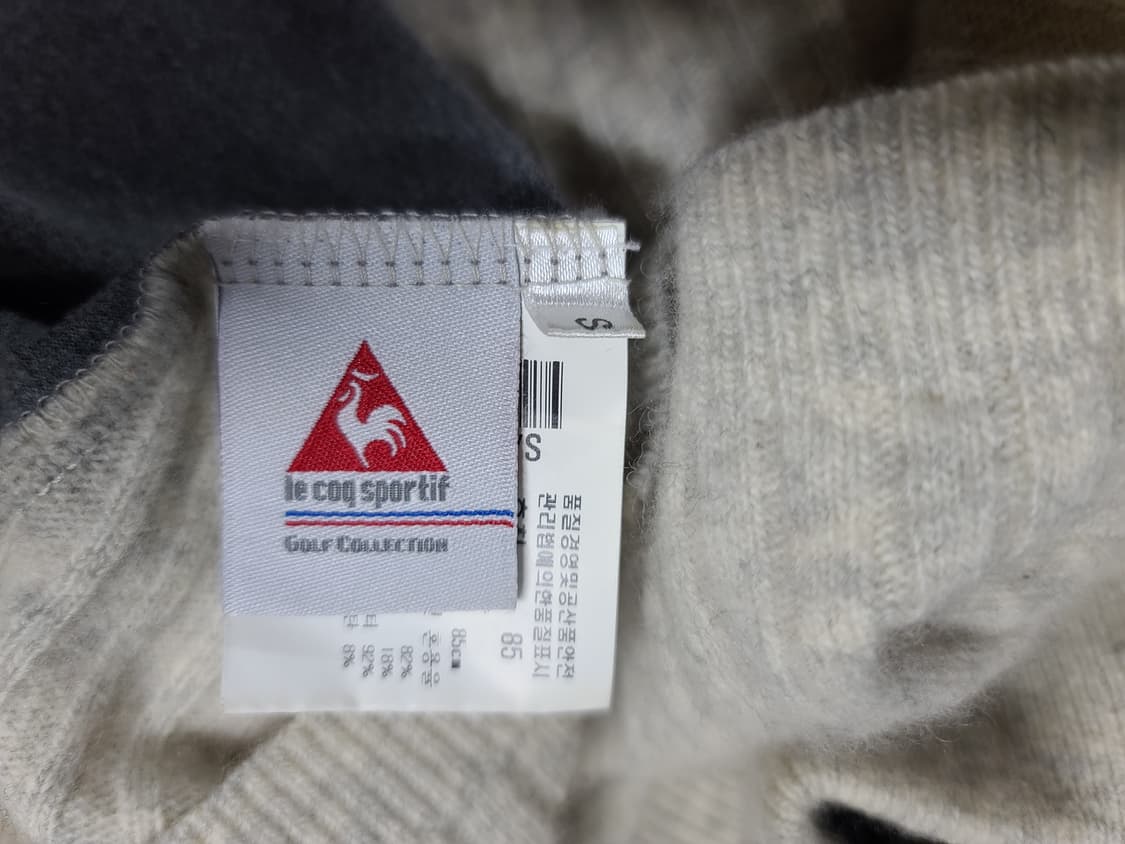 le coq sportif
GOLF COLLECTION
S
S
품질경영및공산품안전
관리법에의한품질표시
85
85cm
82%
18%
92%
8%